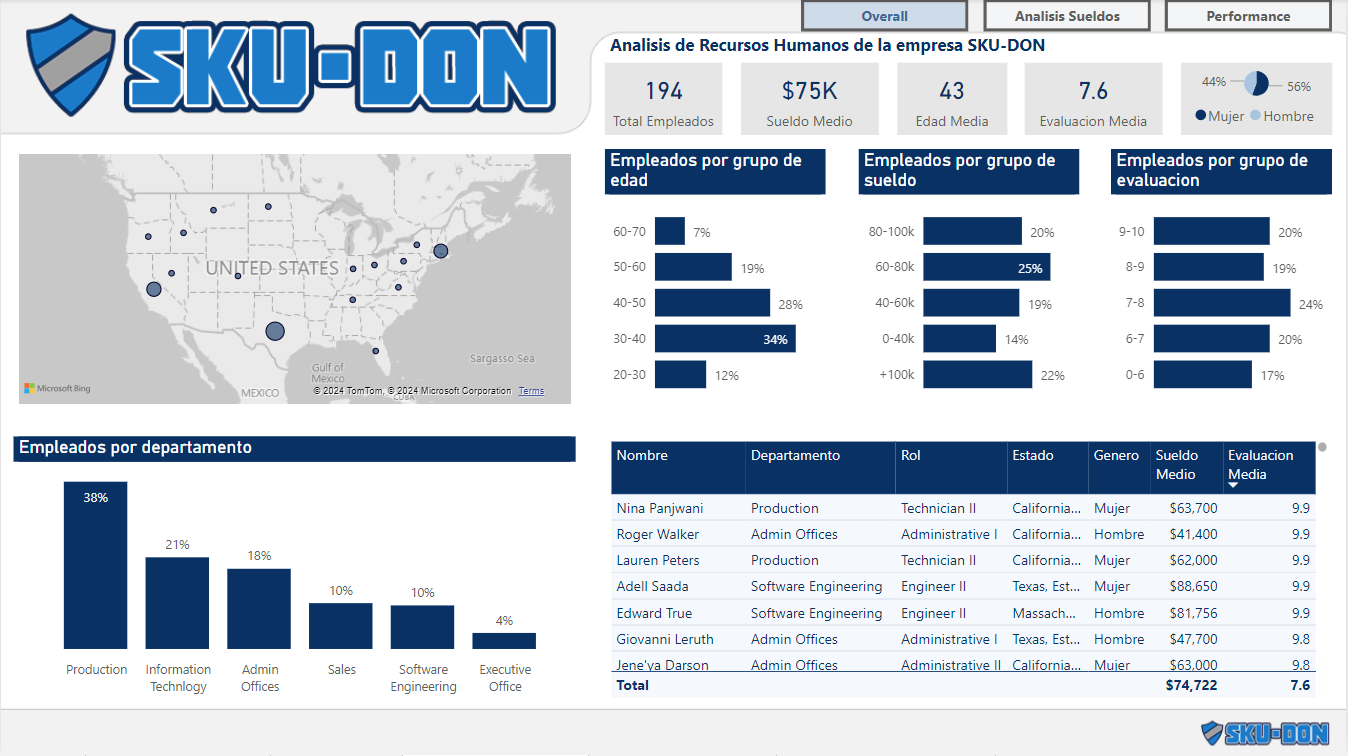 SKU-DON
Overall
Analisis Sueldos
Performance
Analisis de Recursos Humanos de la empresa SKU-DON
194
Total Empleados
$75K
Sueldo Medio
43
Edad Media
7.6
Evaluacion Media
44%
56%
Mujer Hombre
UNITED STATES
Gulf of
Mexico
Sargasso Sea
MEXICO
CUBA
Microsoft Bing
© 2024 TomTom, © 2024 Microsoft Corporation Terms
Empleados por grupo de
edad
60-70 7%
50-60 19%
40-50 28%
30-40 34%
20-30 12%
Empleados por grupo de
sueldo
80-100k 20%
60-80k 25%
40-60k 19%
0-40k 14%
+100k 22%
Empleados por grupo de
evaluacion
9-10 20%
8-9 19%
7-8 24%
6-7 20%
0-6 17%
Empleados por departamento
38%
21%
18%
10%
10%
4%
Production
Information
Technlogy
Admin
Offices
Sales
Software
Engineering
Executive
Office
Nombre Departamento Rol Estado Genero Sueldo Medio Evaluacion Media
Nina Panjwani Production Technician II California... Mujer $63,700 9.9
Roger Walker Admin Offices Administrative I California... Hombre $41,400 9.9
Lauren Peters Production Technician II California... Mujer $62,000 9.9
Adell Saada Software Engineering Engineer II Texas, Est... Mujer $88,650 9.9
Edward True Software Engineering Engineer II Massach... Hombre $81,756 9.9
Giovanni Leruth Admin Offices Administrative I Texas, Est... Hombre $47,700 9.8
Jene'ya Darson Admin Offices Administrative II California... Mujer $63,000 9.8
Total $74,722 7.6
SKU-DON